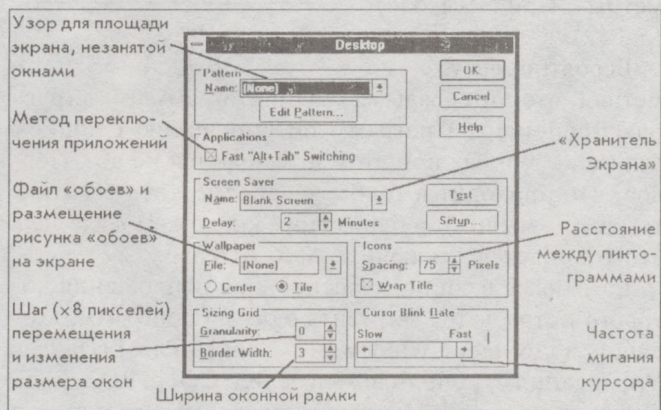 Узор для площади
экрана, незанятой
окнами
Метод переклю-
чения приложений
Файл «обоев» и
размещение
рисунка «обоев»
на экране
Шаг (×8 пикселей)
перемещения
и изменения
размера окон
Ширина оконной рамки
Desktop
Pattern
Name: (None)
Edit Pattern...
OK
Cancel
Help
Applications
Fast "Alt+Tab" Switching
Screen Saver
Name: Blank Screen
Test
Delay: 2 Minutes
Setup...
Wallpaper
File: (None)
Center Tile
Icons
Spacing: 75 Pixels
Wrap Title
Sizing Grid
Granularity: 0
Border Width: 3
Cursor Blink Rate
Slow Fast
«Хранитель
Экрана»
Расстояние
между пикто-
граммами
Частота
мигания
курсора